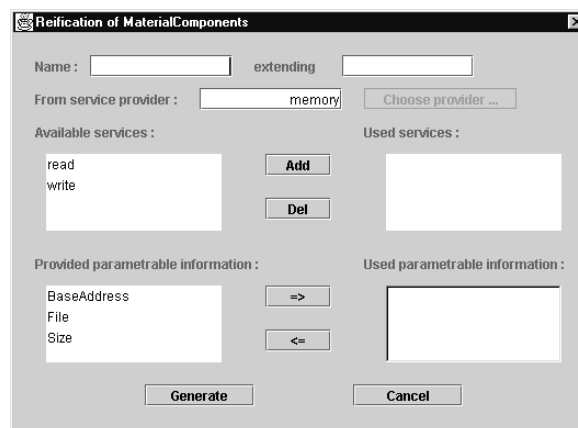 Reification of MaterialComponents
Name : extending
From service provider : memory Choose provider ...
Available services : Used services :
read
write
Add
Del
Provided parametrable information : Used parametrable information :
BaseAddress
File
Size
=>
<=
Generate Cancel